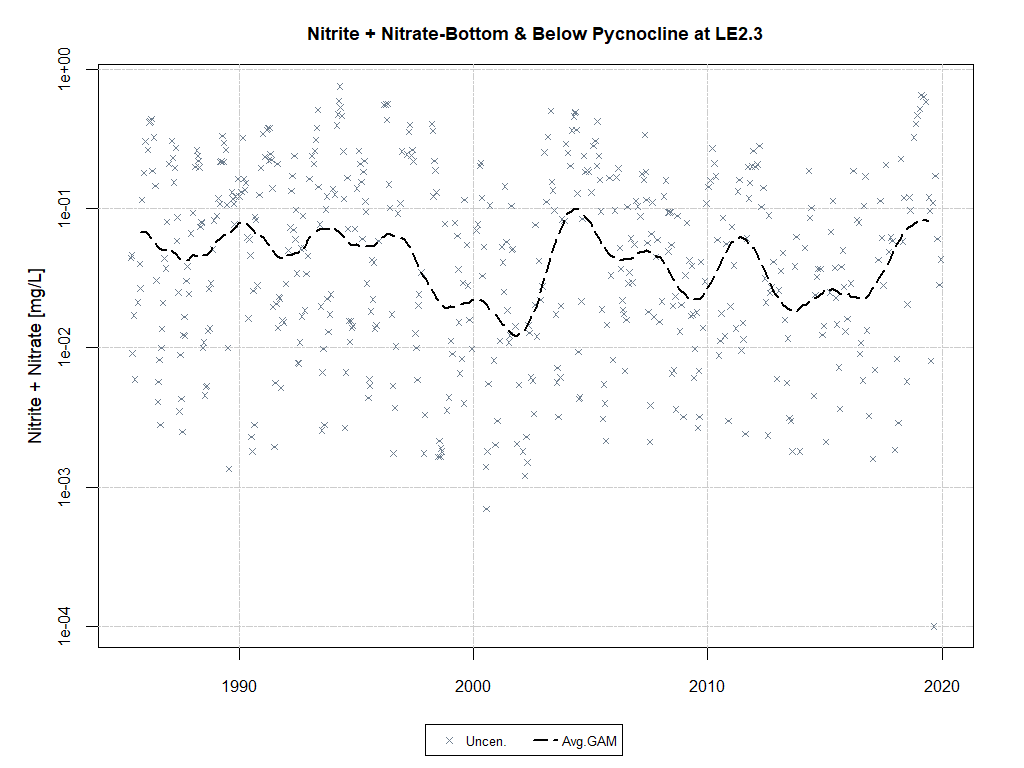 Nitrite + Nitrate-Bottom & Below Pycnocline at LE2.3
Nitrite + Nitrate [mg/L]
1e+00
1e-01
1e-02
1e-03
1e-04
1990
2000
2010
2020
Uncen.
Avg.GAM